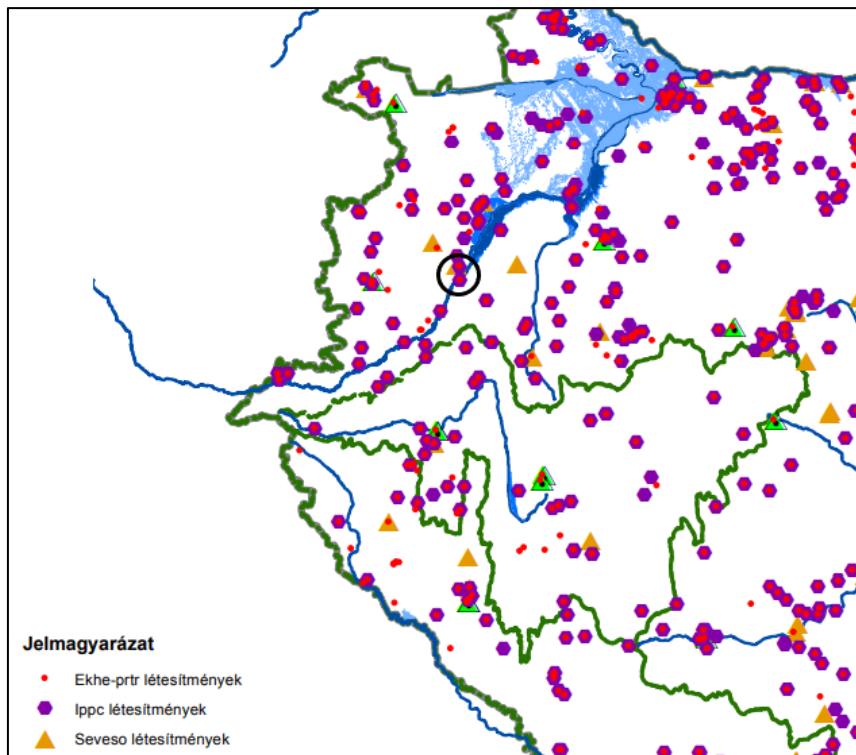 Jelmagyarázat
Ekhe-prtr létesítmények
Ippc létesítmények
Seveso létesítmények